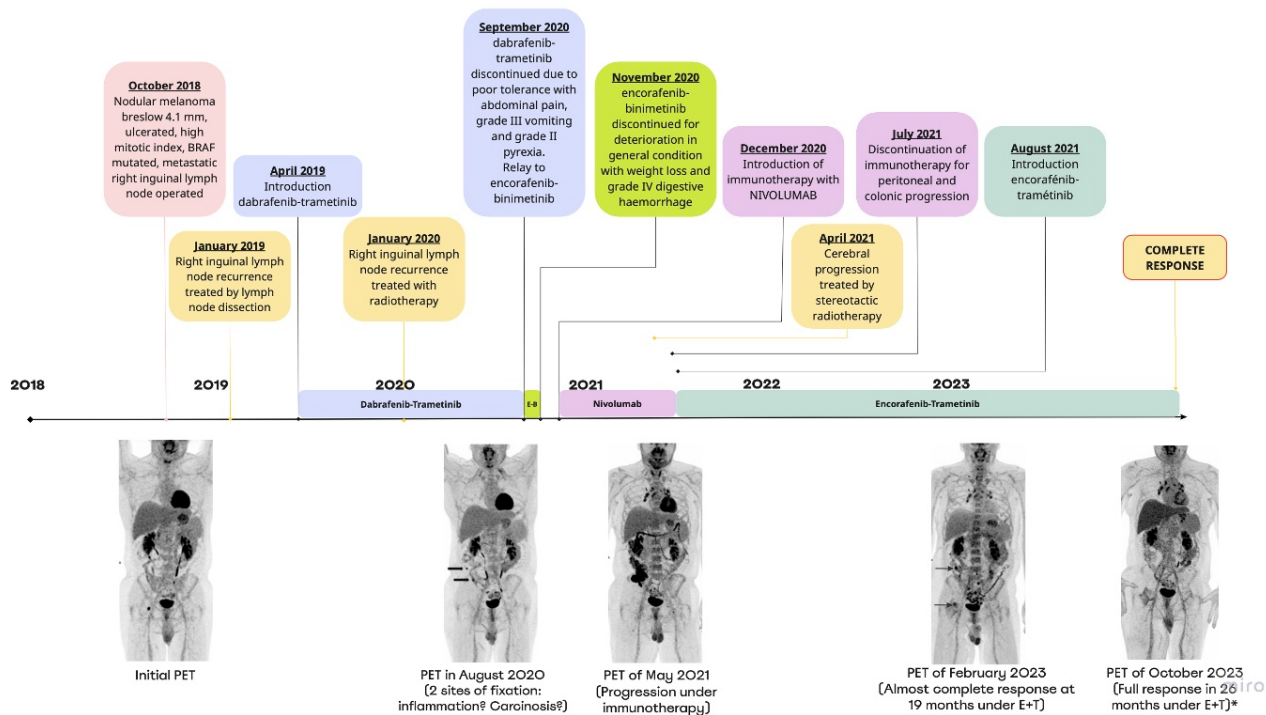 October 2018
Nodular melanoma
breslow 4.1 mm,
ulcerated, high
mitotic index, BRAF
mutated, metastatic
right inguinal lymph
node operated
January 2019
Right inguinal lymph
node recurrence
treated by lymph
node dissection
April 2019
Introduction
dabrafenib-trametinib
January 2020
Right inguinal lymph
node recurrence
treated with
radiotherapy
September 2020
dabrafenib-
trametinib
discontinued due to
poor tolerance with
abdominal pain,
grade III vomiting
and grade II
pyrexia.
Relay to
encorafenib-
binimetinib
November 2020
encorafenib-
binimetinib
discontinued for
deterioration in
general condition
with weight loss and
grade IV digestive
haemorrhage
December 2020
Introduction of
immunotherapy with
NIVOLUMAB
April 2021
Cerebral
progression
treated by
stereotactic
radiotherapy
July 2021
Discontinuation of
immunotherapy for
peritoneal and
colonic progression
August 2021
Introduction
encorafénib-
tramétinib
COMPLETE
RESPONSE
2018 2019 2020 2021 2022 2023
Dabrafenib-Trametinib E-B Nivolumab Encorafenib-Trametinib
Initial PET
PET in August 2020
(2 sites of fixation:
inflammation? Carcinosis?)
PET of May 2021
(Progression under
immunotherapy)
PET of February 2023
(Almost complete response at
19 months under E+T)
PET of October 2023
(Full response in 26
months under E+T)*
miro